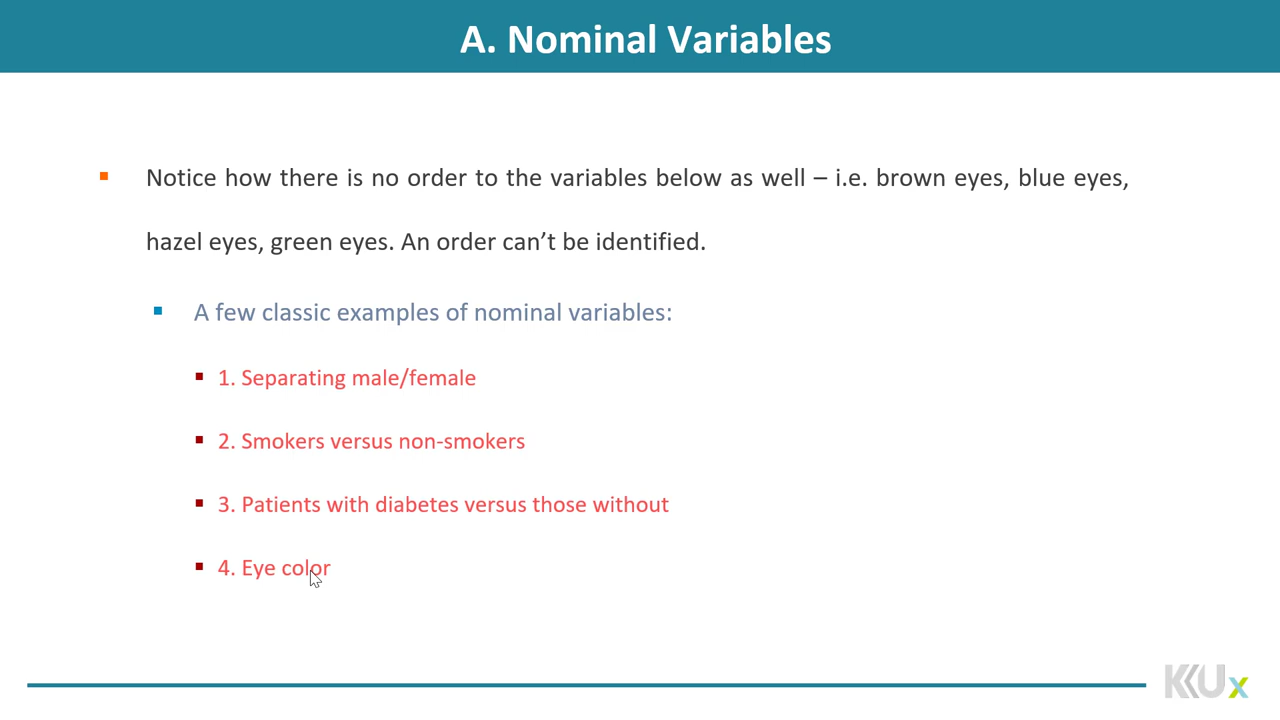 A. Nominal Variables
Notice how there is no order to the variables below as well – i.e. brown eyes, blue eyes,
hazel eyes, green eyes. An order can’t be identified.
A few classic examples of nominal variables:
1. Separating male/female
2. Smokers versus non-smokers
3. Patients with diabetes versus those without
4. Eye color
KKUx